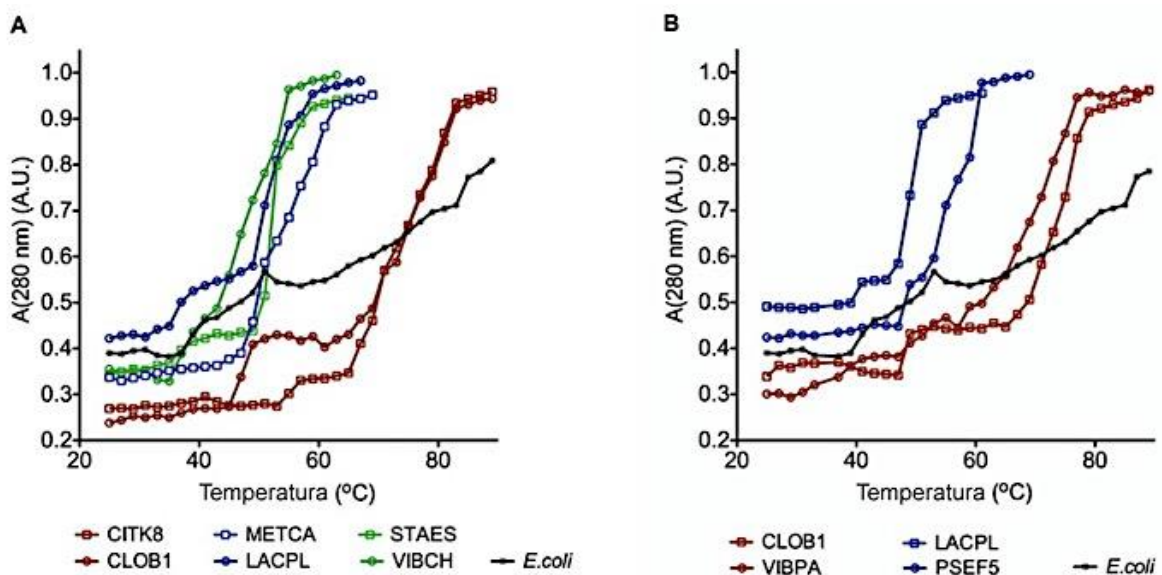 A
B
A(280 nm) (A.U.)
1.0
0.9
0.8
0.7
0.6
0.5
0.4
0.3
0.2
20
40
60
80
Temperatura (ºC)
CITK8
METCA
STAES
CLOB1
LACPL
VIBCH
E.coli
A(280 nm) (A.U.)
1.0
0.9
0.8
0.7
0.6
0.5
0.4
0.3
0.2
20
40
60
80
Temperatura (ºC)
CLOB1
LACPL
VIBPA
PSEF5
E.coli